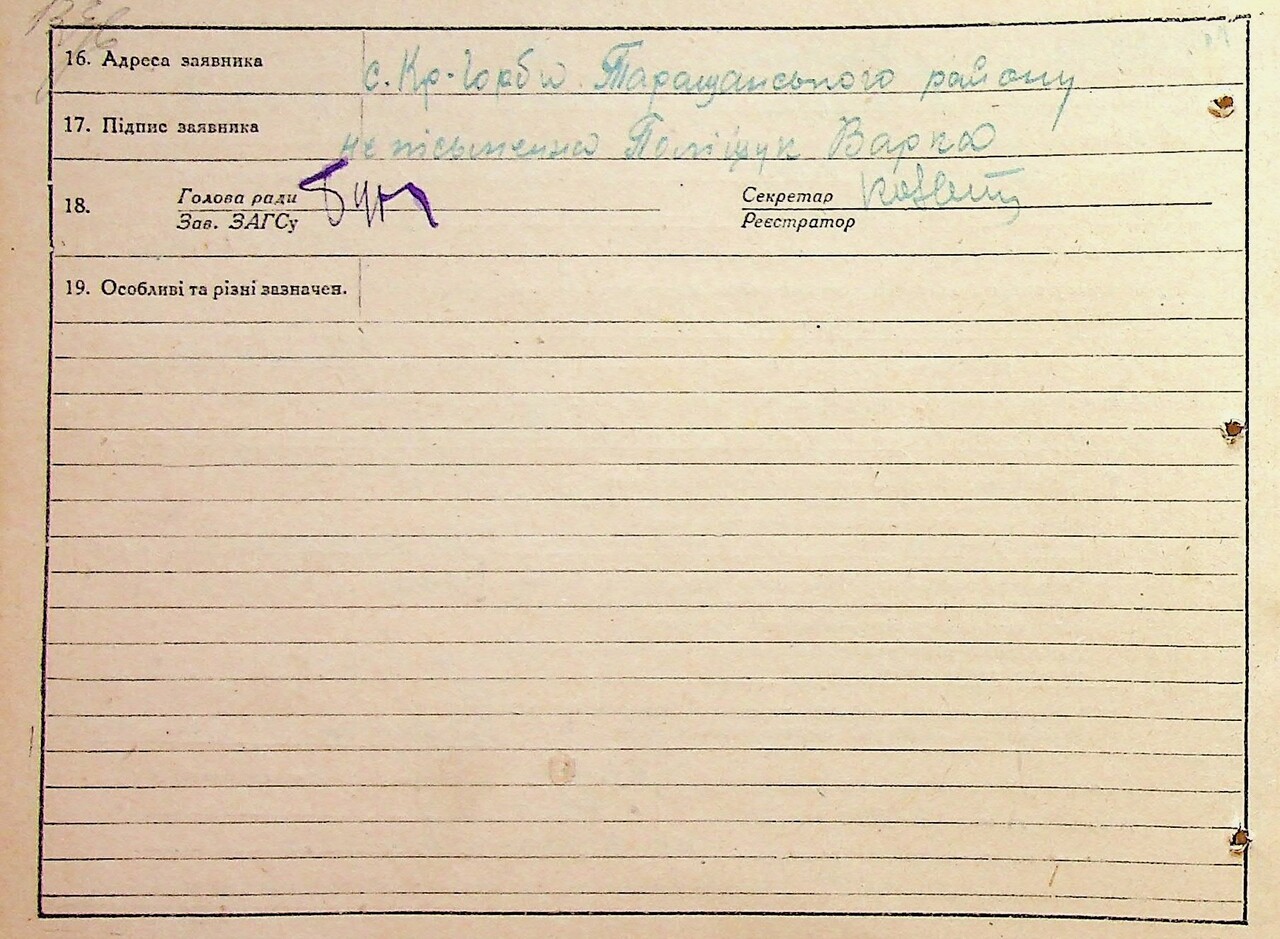 16. Адреса заявника с. Кр-Горби Таращанського району
17. Підпис заявника не письменна Поліщук Варка
18. Голова ради Секретар
Зав. ЗАГСу Реєстратор
19. Особливі та різні зазначен.